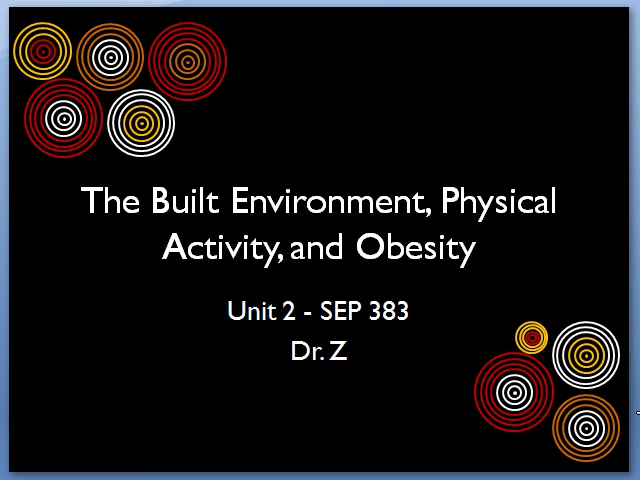 The Built Environment, Physical
Activity, and Obesity
Unit 2 - SEP 383
Dr. Z